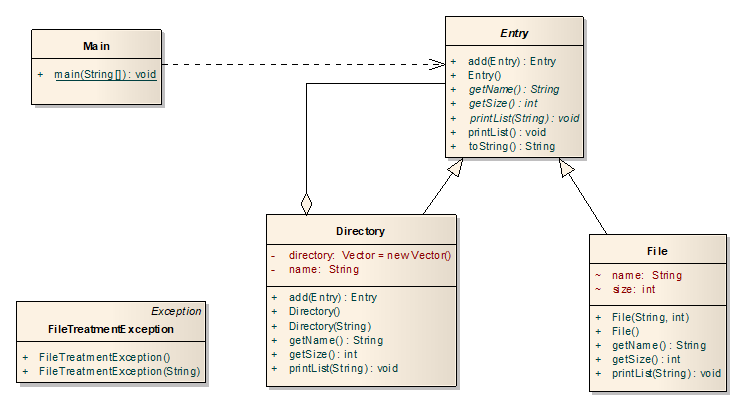 Main
+ main(String[]) : void
Entry
+ add(Entry) : Entry
+ Entry()
+ getName() : String
+ getSize() : int
+ printList(String) : void
+ printList() : void
+ toString() : String
Directory
- directory: Vector = new Vector()
- name: String
+ add(Entry) : Entry
+ Directory()
+ Directory(String)
+ getName() : String
+ getSize() : int
+ printList(String) : void
File
~ name: String
~ size: int
+ File(String, int)
+ File()
+ getName() : String
+ getSize() : int
+ printList(String) : void
Exception
FileTreatmentException
+ FileTreatmentException()
+ FileTreatmentException(String)